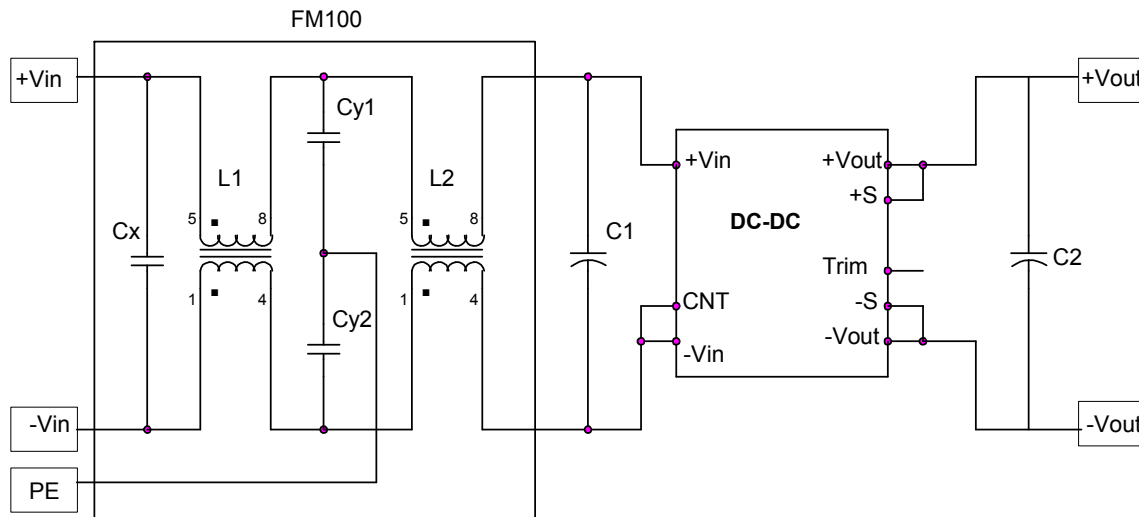 FM100
+Vin
+Vout
Cy1
+Vin
+Vout
L1
L2
+S
5
8
5
8
DC-DC
Cx
C1
C2
Trim
1
4
1
4
CNT
-S
Cy2
-Vin
-Vout
-Vin
-Vout
PE